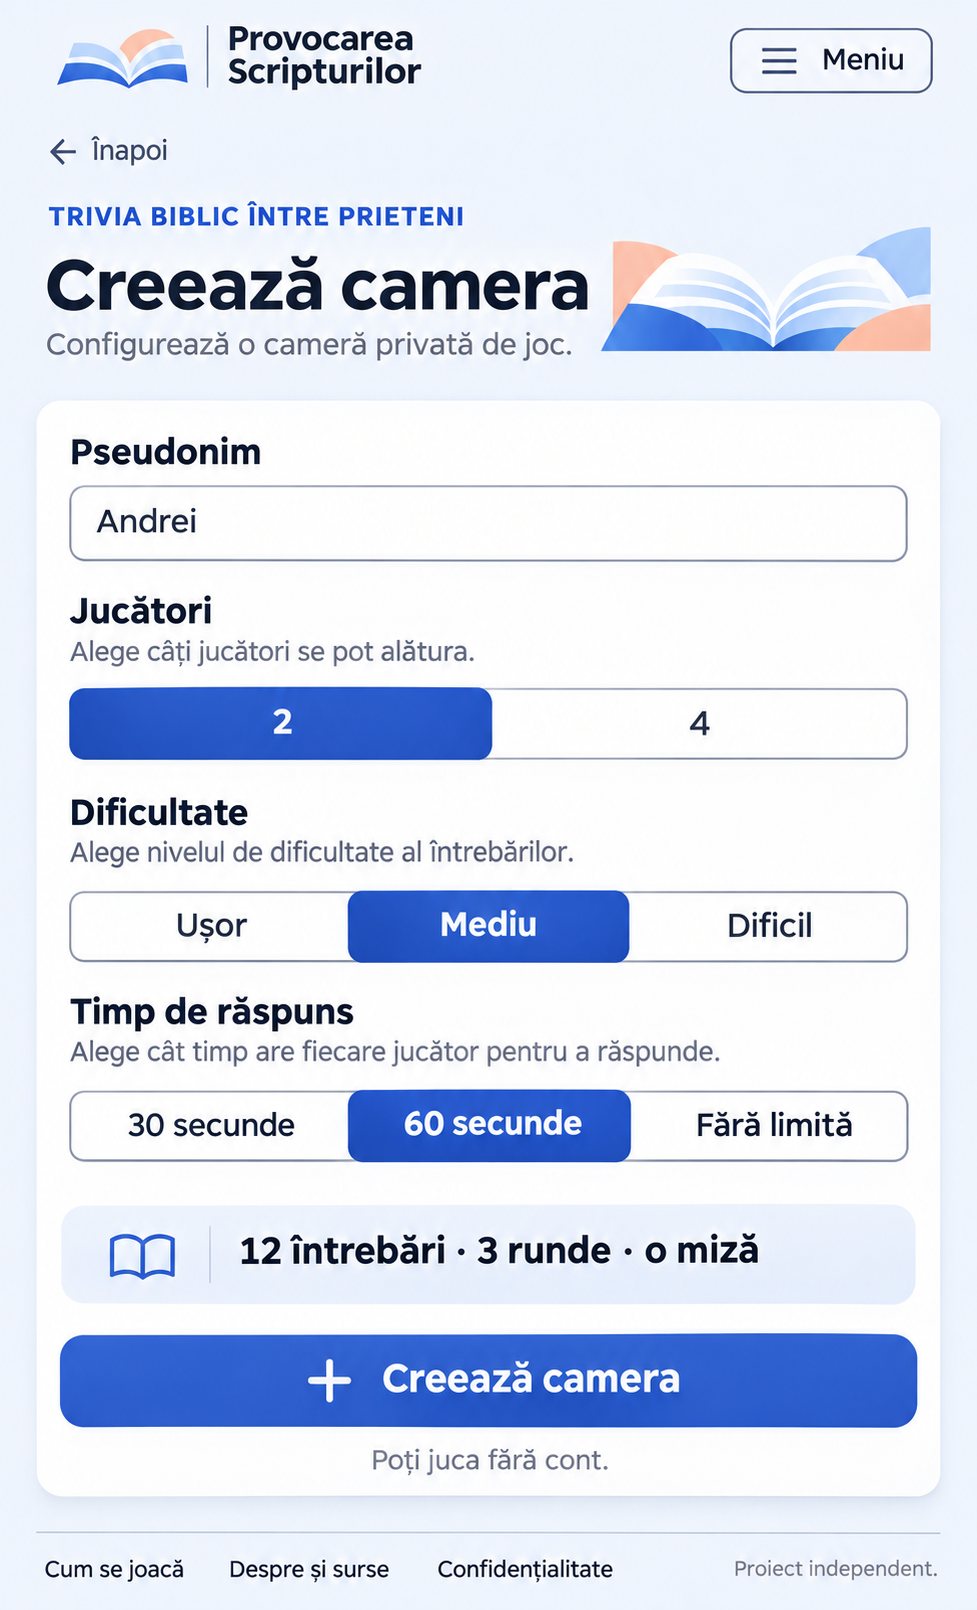 Provocarea
Scripturilor
Meniu
Înapoi
TRIVIA BIBLIC ÎNTRE PRIETENI
Creează camera
Configurează o cameră privată de joc.
Pseudonim
Andrei
Jucători
Alege câți jucători se pot alătura.
2 4
Dificultate
Alege nivelul de dificultate al întrebărilor.
Ușor Mediu Dificil
Timp de răspuns
Alege cât timp are fiecare jucător pentru a răspunde.
30 secunde 60 secunde Fără limită
12 întrebări · 3 runde · o miză
Creează camera
Poți juca fără cont.
Cum se joacă Despre și surse Confidențialitate Proiect independent.